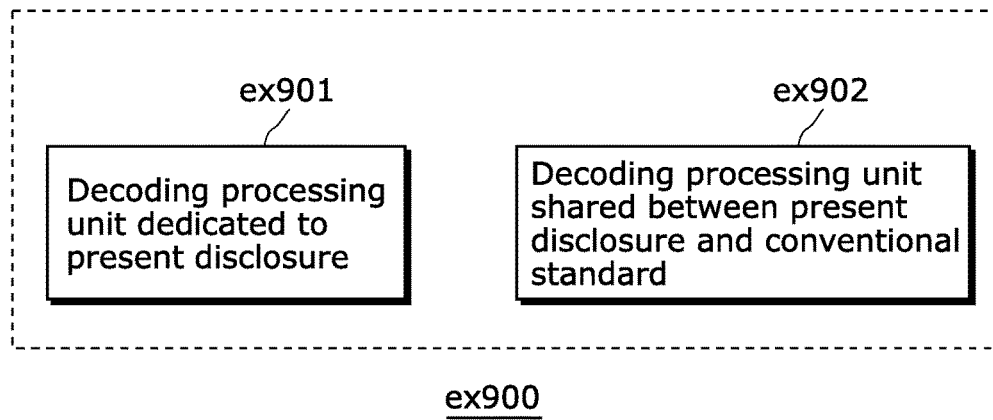 ex901
ex902
Decoding processing
unit dedicated to
present disclosure
Decoding processing unit
shared between present
disclosure and conventional
standard
ex900